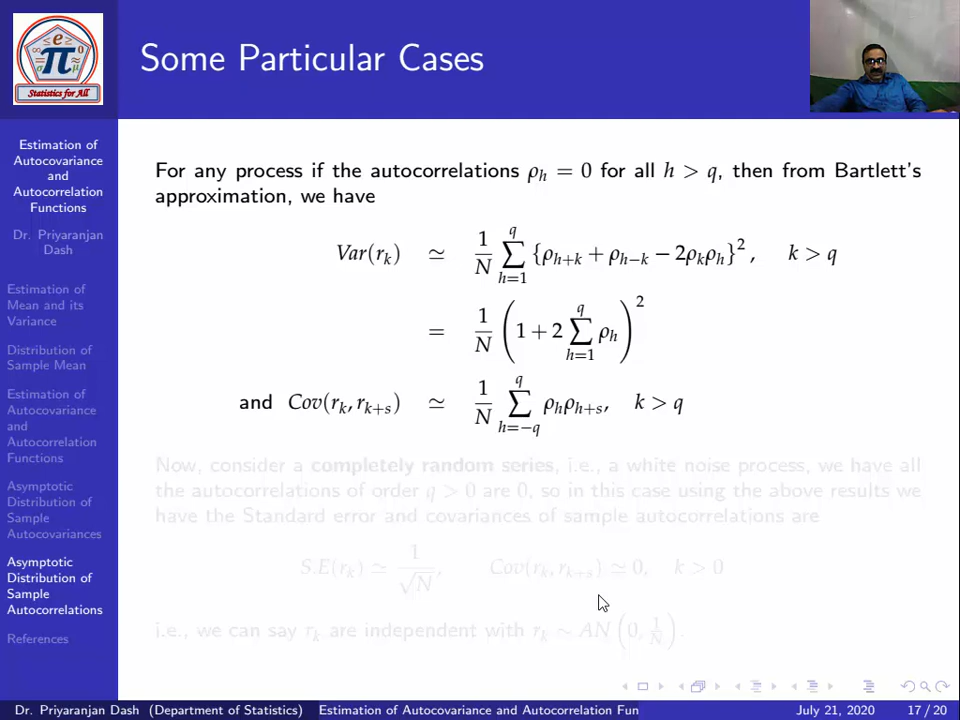 Some Particular Cases
≤ e ≥
∞ π 0
= σ μ ≈
Statistics for All
Estimation of
Autocovariance
and
Autocorrelation
Functions
Dr. Priyaranjan
Dash
Estimation of
Mean and its
Variance
Distribution of
Sample Mean
Estimation of
Autocovariance
and
Autocorrelation
Functions
Asymptotic
Distribution of
Sample
Autocovariances
Asymptotic
Distribution of
Sample
Autocorrelations
References
For any process if the autocorrelations ρ_h = 0 for all h > q, then from Bartlett's
approximation, we have
Var(r_k) ≃ 1/N ∑_{h=1}^{q} {ρ_{h+k} + ρ_{h−k} − 2ρ_kρ_h}^2, k > q
= 1/N (1 + 2 ∑_{h=1}^{q} ρ_h)^2
and Cov(r_k, r_{k+s}) ≃ 1/N ∑_{h=−q}^{q} ρ_hρ_{h+s}, k > q
Now, consider a completely random series, i.e., a white noise process, we have all
the autocorrelations of order q > 0 are 0, so in this case using the above results we
have the Standard error and covariances of sample autocorrelations are
S.E(r_k) ≃ 1/√N, Cov(r_k, r_{k+s}) ≃ 0, k > 0
i.e., we can say r_k are independent with r_k ∼ AN(0, 1/N).
Dr. Priyaranjan Dash (Department of Statistics) Estimation of Autocovariance and Autocorrelation Fun July 21, 2020 17 / 20